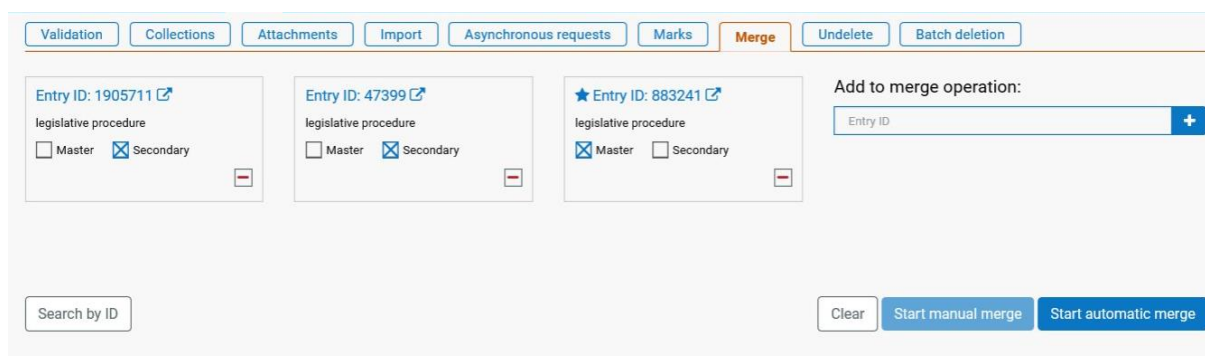 Validation Collections Attachments Import Asynchronous requests Marks Merge Undelete Batch deletion
Entry ID: 1905711 Entry ID: 47399 Entry ID: 883241 Add to merge operation:
legislative procedure legislative procedure legislative procedure Entry ID +
Master Secondary Master Secondary Master Secondary
Search by ID Clear Start manual merge Start automatic merge